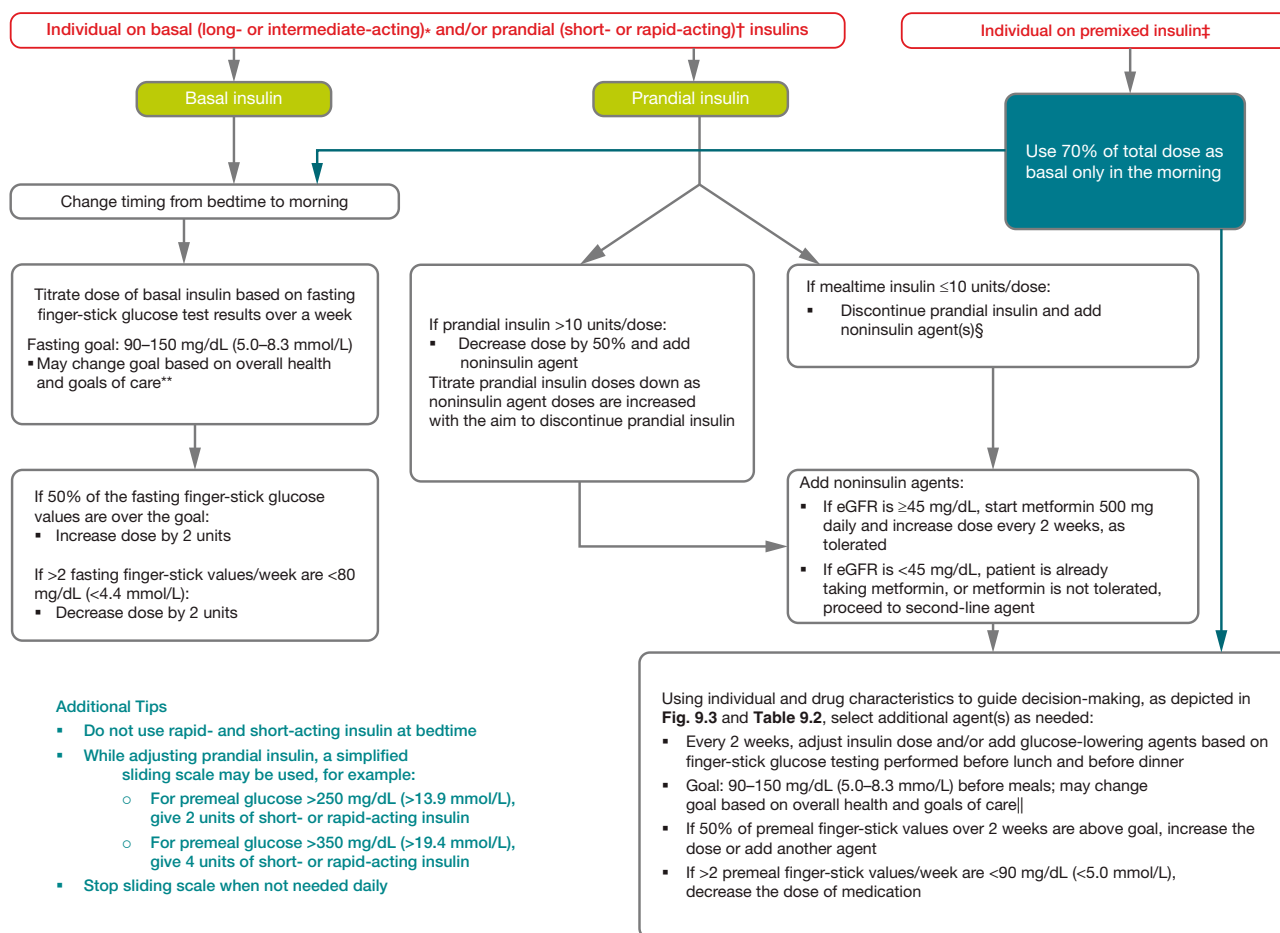 Individual on basal (long- or intermediate-acting)* and/or prandial (short- or rapid-acting)† insulins
Individual on premixed insulin‡
Basal insulin
Prandial insulin
Use 70% of total dose as
basal only in the morning
Change timing from bedtime to morning
Titrate dose of basal insulin based on fasting
finger-stick glucose test results over a week
Fasting goal: 90–150 mg/dL (5.0–8.3 mmol/L)
▪ May change goal based on overall health
and goals of care**
If 50% of the fasting finger-stick glucose
values are over the goal:
▪ Increase dose by 2 units
If >2 fasting finger-stick values/week are <80
mg/dL (<4.4 mmol/L):
▪ Decrease dose by 2 units
If prandial insulin >10 units/dose:
▪ Decrease dose by 50% and add
noninsulin agent
Titrate prandial insulin doses down as
noninsulin agent doses are increased
with the aim to discontinue prandial insulin
If mealtime insulin ≤10 units/dose:
▪ Discontinue prandial insulin and add
noninsulin agent(s)§
Add noninsulin agents:
▪ If eGFR is ≥45 mg/dL, start metformin 500 mg
daily and increase dose every 2 weeks, as
tolerated
▪ If eGFR is <45 mg/dL, patient is already
taking metformin, or metformin is not tolerated,
proceed to second-line agent
Using individual and drug characteristics to guide decision-making, as depicted in
Fig. 9.3 and Table 9.2, select additional agent(s) as needed:
▪ Every 2 weeks, adjust insulin dose and/or add glucose-lowering agents based on
finger-stick glucose testing performed before lunch and before dinner
▪ Goal: 90–150 mg/dL (5.0–8.3 mmo/L) before meals; may change
goal based on overall health and goals of care||
▪ If 50% of premeal finger-stick values over 2 weeks are above goal, increase the
dose or add another agent
▪ If >2 premeal finger-stick values/week are <90 mg/dL (<5.0 mmol/L),
decrease the dose of medication
Additional Tips
▪ Do not use rapid- and short-acting insulin at bedtime
▪ While adjusting prandial insulin, a simplified
sliding scale may be used, for example:
○ For premeal glucose >250 mg/dL (>13.9 mmol/L),
give 2 units of short- or rapid-acting insulin
○ For premeal glucose >350 mg/dL (>19.4 mmol/L),
give 4 units of short- or rapid-acting insulin
▪ Stop sliding scale when not needed daily